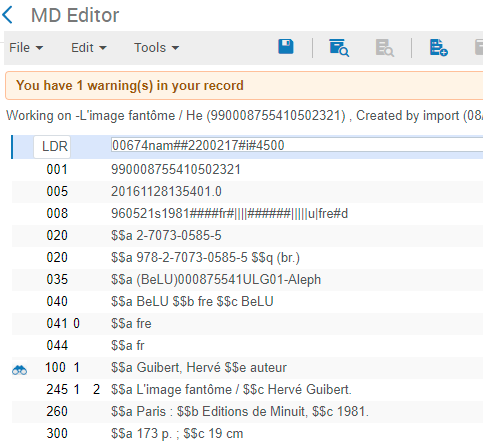 MD Editor
File Edit Tools
You have 1 warning(s) in your record
Working on -L'image fantôme / He (990008755410502321) , Created by import (08/
LDR 00674nam##2200217#i#4500
001 990008755410502321
005 20161128135401.0
008 960521s1981####fr#||||######|||||u|fre#d
020 $$a 2-7073-0585-5
020 $$a 978-2-7073-0585-5 $$q (br.)
035 $$a (BeLU)000875541ULG01-Aleph
040 $$a BeLU $$b fre $$c BeLU
041 0 $$a fre
044 $$a fr
100 1 $$a Guibert, Hervé $$e auteur
245 1 2 $$a L'image fantôme / $$c Hervé Guibert.
260 $$a Paris : $$b Editions de Minuit, $$c 1981.
300 $$a 173 p. ; $$c 19 cm